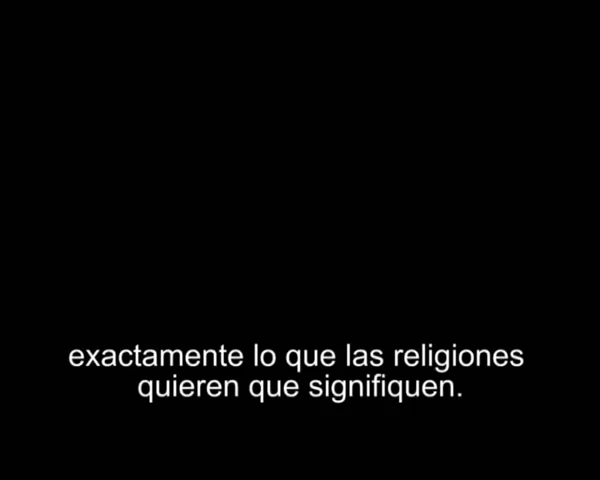 exactamente lo que las religiones
quieren que signifiquen.